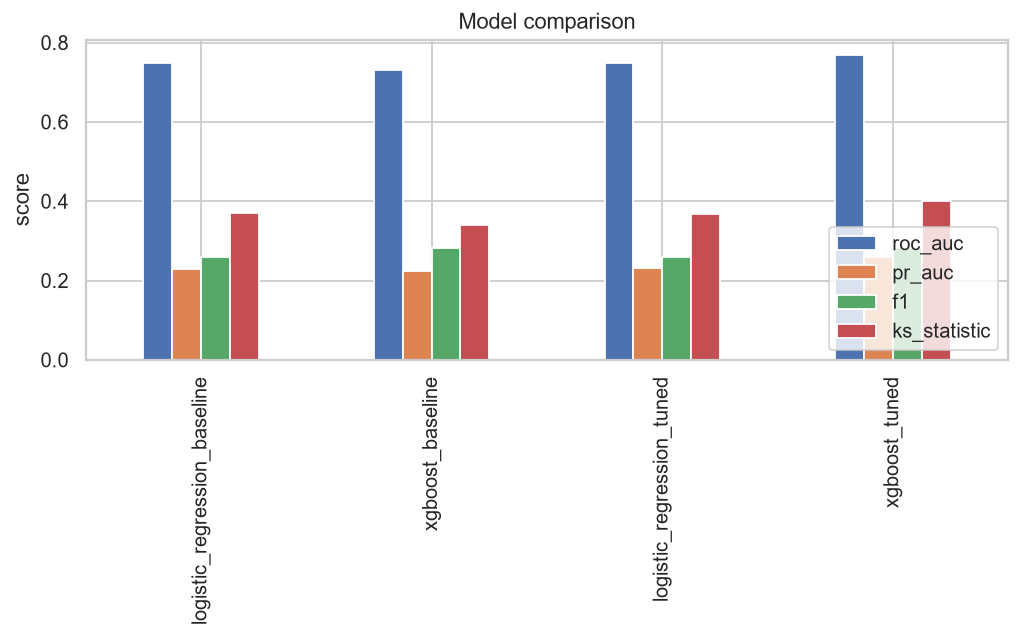 Model comparison
score
0.8
0.6
0.4
0.2
0.0
roc_auc
pr_auc
f1
ks_statistic
logistic_regression_baseline
xgboost_baseline
logistic_regression_tuned
xgboost_tuned